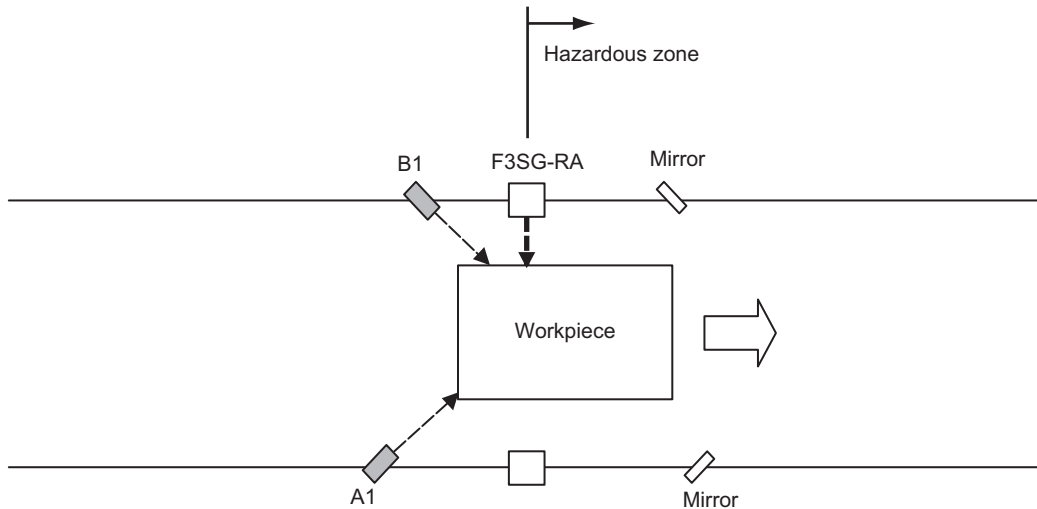 Hazardous zone
B1
F3SG-RA
Mirror
Workpiece
A1
Mirror